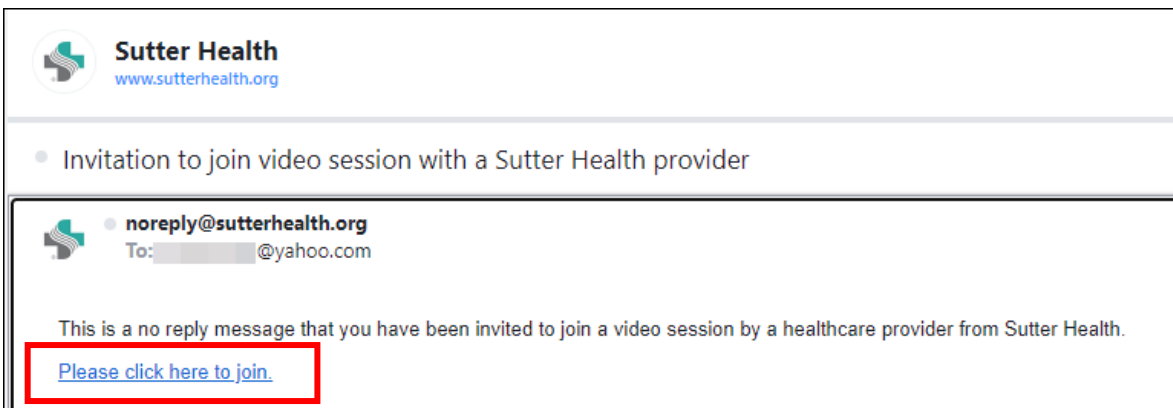 Sutter Health
www.sutterhealth.org
Invitation to join video session with a Sutter Health provider
noreply@sutterhealth.org
To: @yahoo.com
This is a no reply message that you have been invited to join a video session by a healthcare provider from Sutter Health.
Please click here to join.